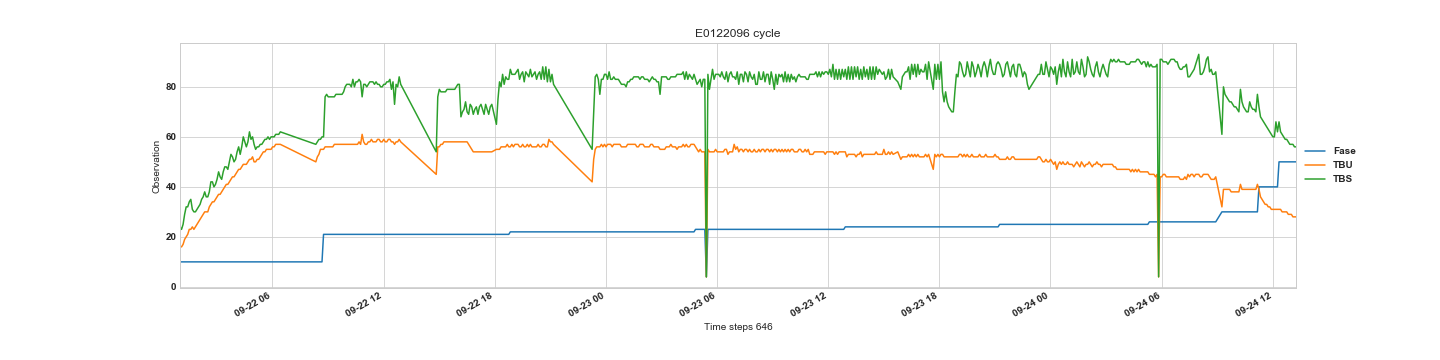 E0122096 cycle
Observation
80
60
40
20
0
09-22 06
09-22 12
09-22 18
09-23 00
09-23 06
09-23 12
09-23 18
09-24 00
09-24 06
09-24 12
Time steps 646
Fase
TBU
TBS